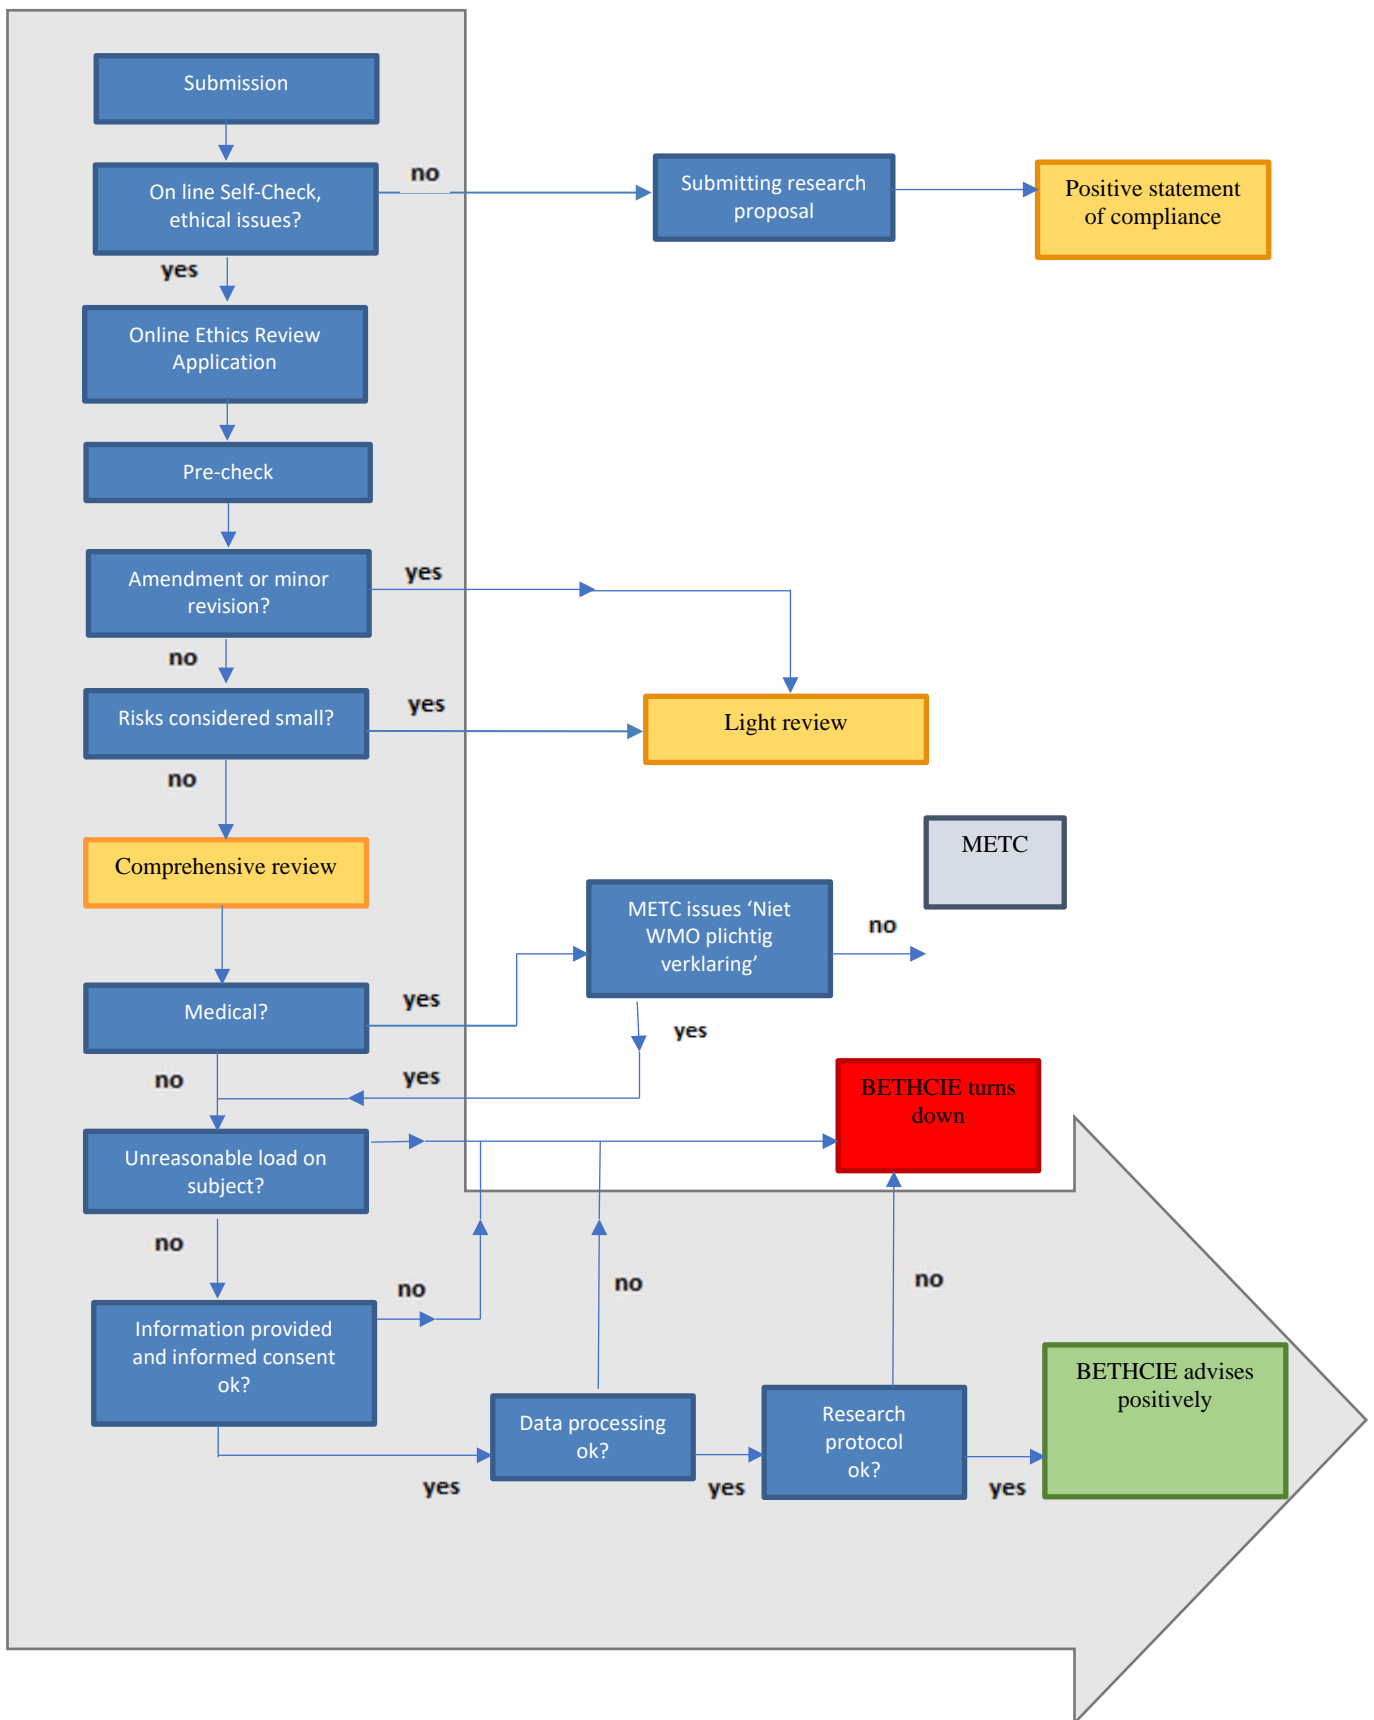 Submission
On line Self-Check,
ethical issues?
no
Submitting research
proposal
Positive statement
of compliance
yes
Online Ethics Review
Application
Pre-check
Amendment or minor
revision?
yes
no
Risks considered small?
yes
Light review
no
Comprehensive review
METC
METC issues ‘Niet
WMO plichtig
verklaring’
no
Medical?
yes
yes
no
yes
BETHCIE turns
down
Unreasonable load on
subject?
no
no
no
no
Information provided
and informed consent
ok?
Data processing
ok?
Research
protocol
ok?
BETHCIE advises
positively
yes
yes
yes